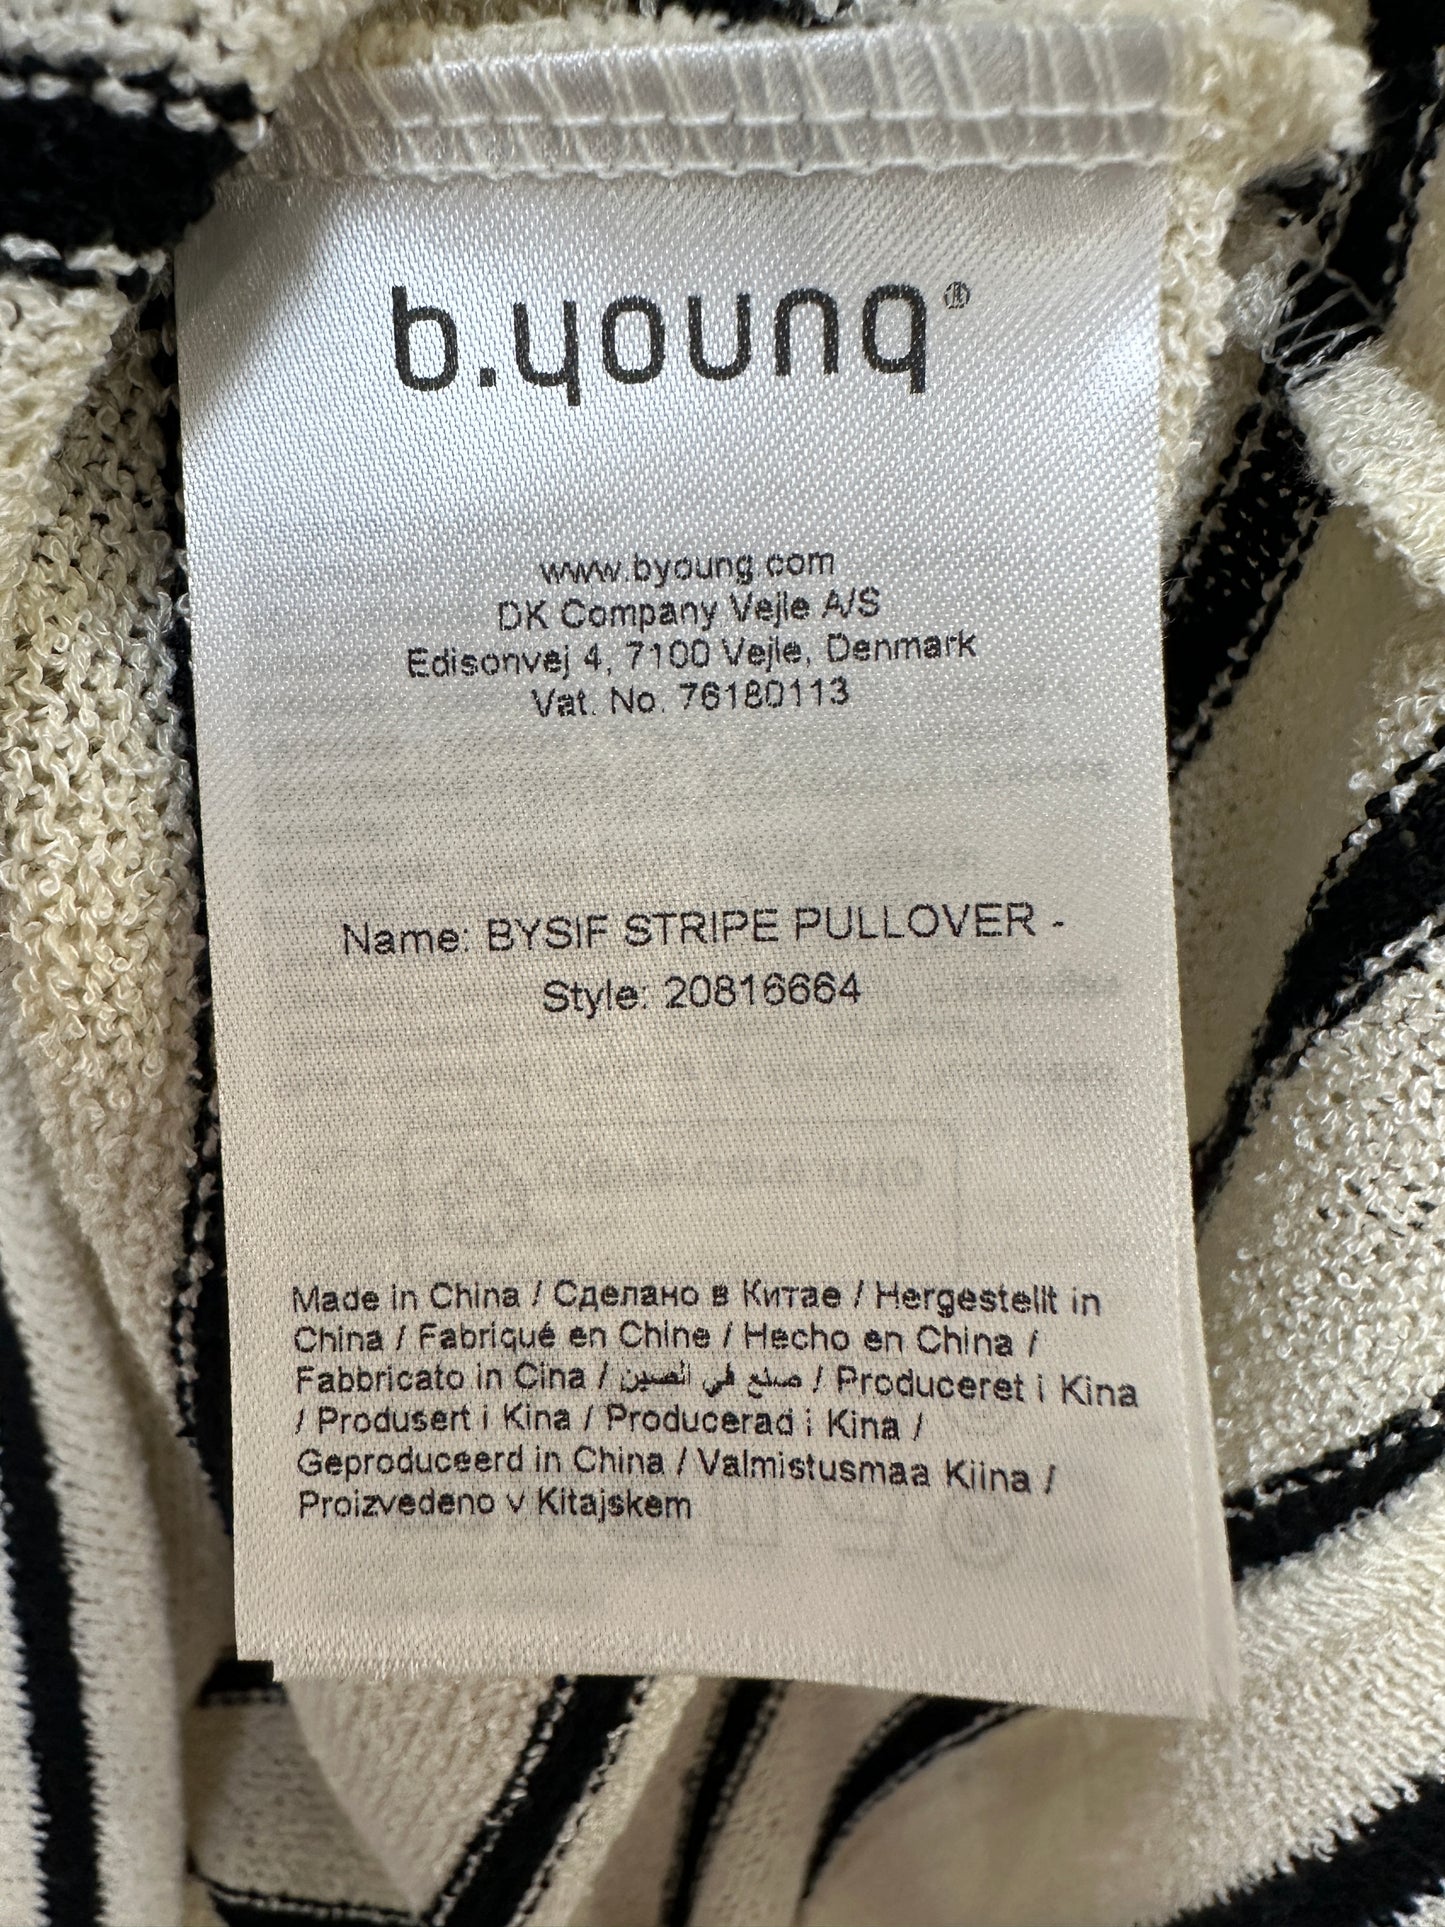 b.young®
www.byoung.com
DK Company Vejle A/S
Edisonvej 4, 7100 Vejle, Denmark
Vat. No. 76180113
Name: BYSIF STRIPE PULLOVER -
Style: 20816664
Made in China / Сделано в Китае / Hergestellt in
China / Fabriqué en Chine / Hecho en China /
Fabbricato in Cina / صنع في الصين / Produceret i Kina
/ Produsert i Kina / Producerad i Kina /
Geproduceerd in China / Valmistusmaa Kiina /
Proizvedeno v Kitajskem